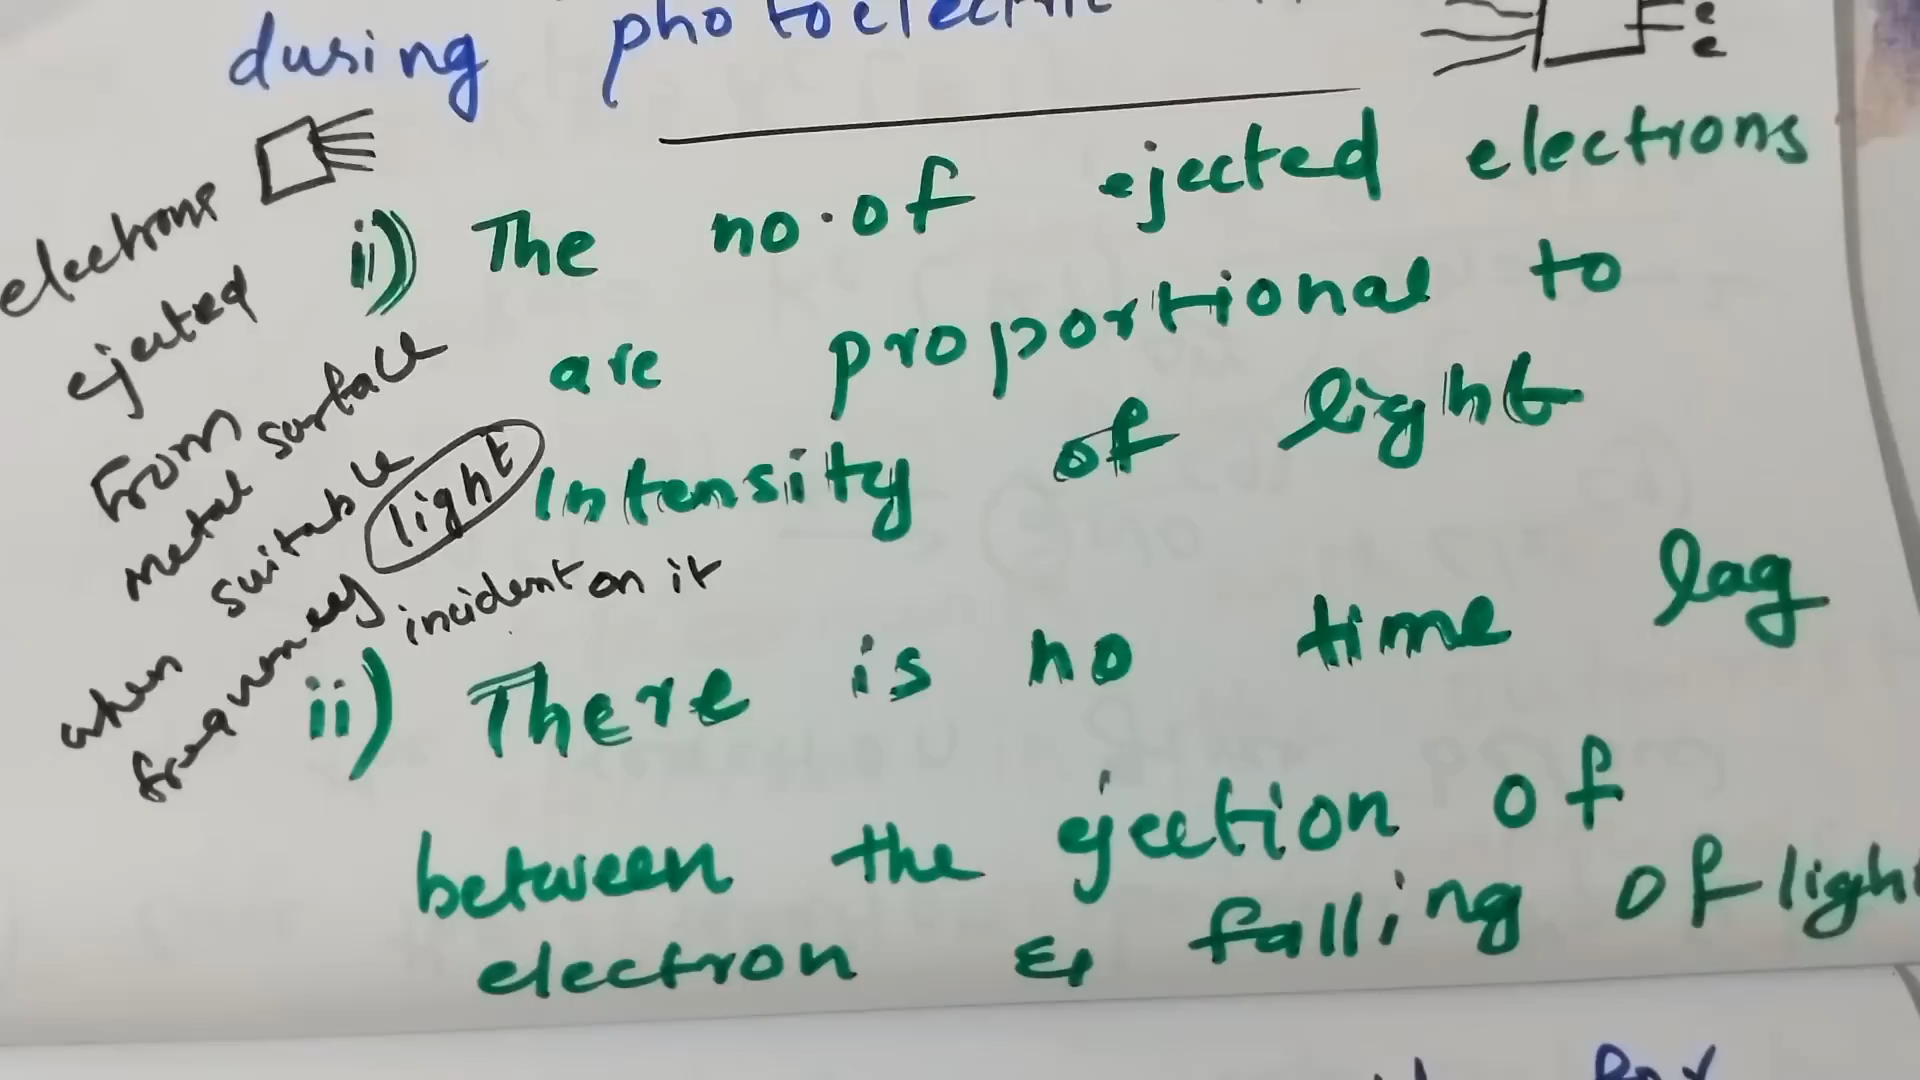 during photoelectric
e
e
i) The no. of ejected electrons
are proportional to
Intensity of light
ii) There is no time lag
between the ejection of
electron & falling of light
electrons
ejected
From
metal surface
when suitable
frequency light
incident on it